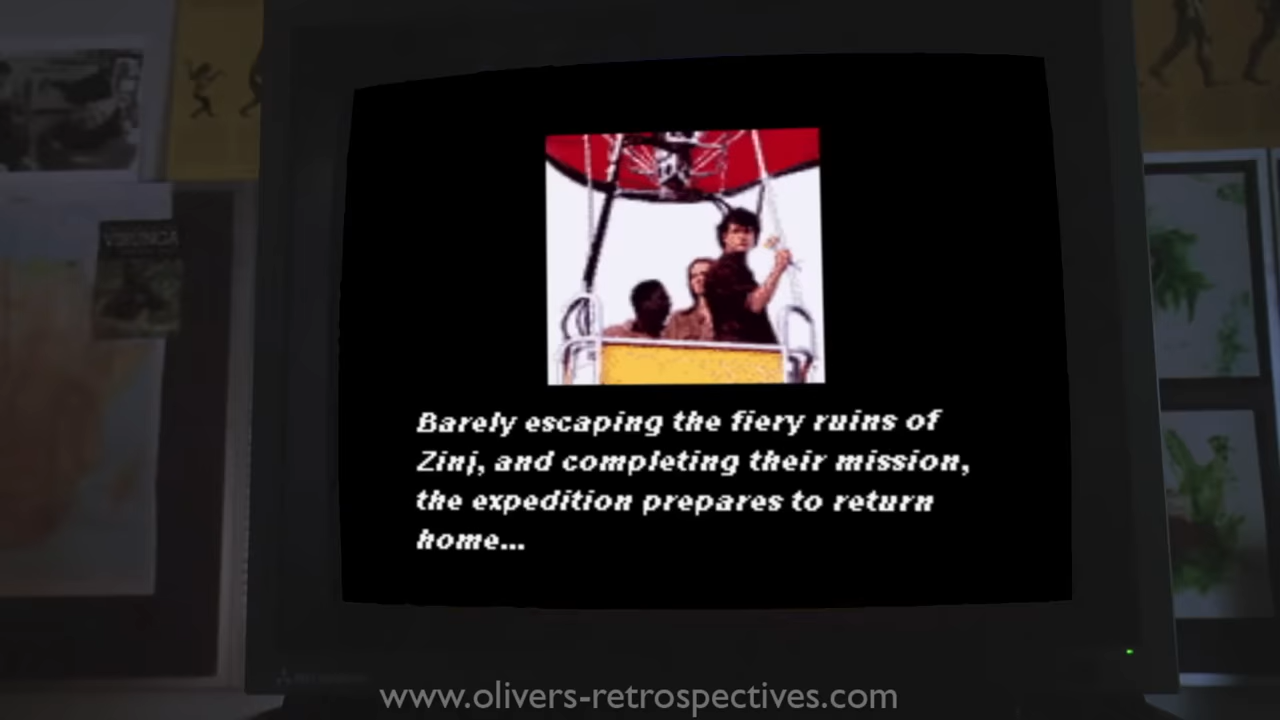 VIRUNGA
Barely escaping the fiery ruins of
Zinj, and completing their mission,
the expedition prepares to return
home...
www.olivers-retrospectives.com